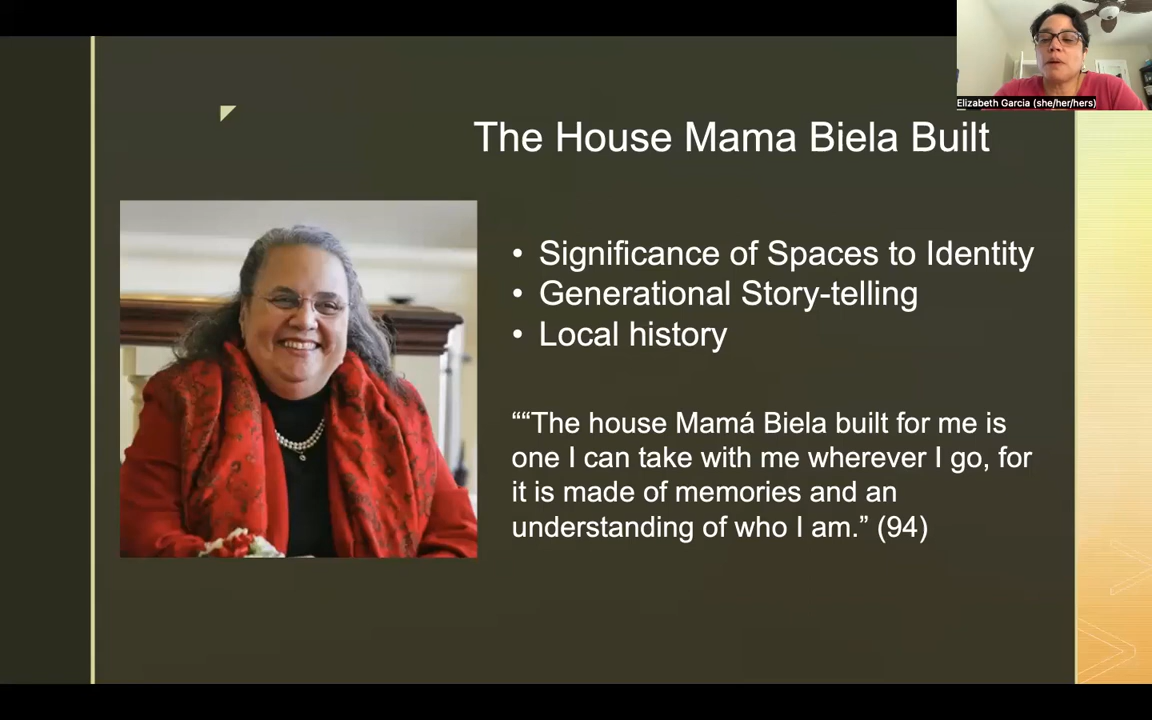 Elizabeth Garcia (she/her/hers)
The House Mama Biela Built
• Significance of Spaces to Identity
• Generational Story-telling
• Local history
““The house Mamá Biela built for me is
one I can take with me wherever I go, for
it is made of memories and an
understanding of who I am.” (94)